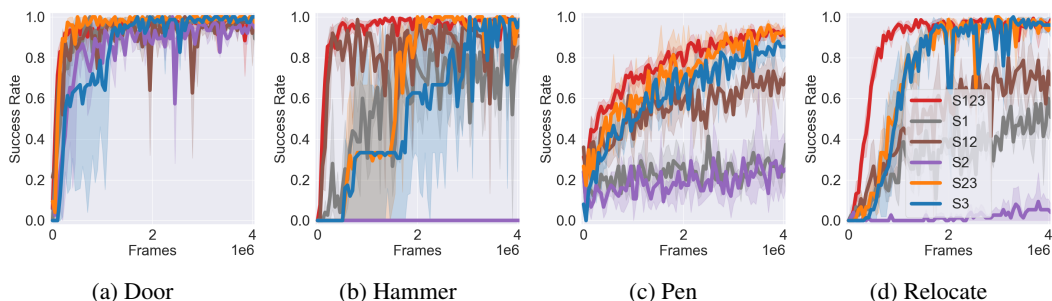 1.0 1.0 1.0 1.0
0.8 0.8 0.8 0.8
0.6 0.6 0.6 0.6
0.4 0.4 0.4 0.4
0.2 0.2 0.2 0.2
0.0 0.0 0.0 0.0
Success Rate Success Rate Success Rate Success Rate
S123
S1
S12
S2
S23
S3
0 2 4 0 2 4 0 2 4 0 2 4
Frames 1e6 Frames 1e6 Frames 1e6 Frames 1e6
(a) Door (b) Hammer (c) Pen (d) Relocate